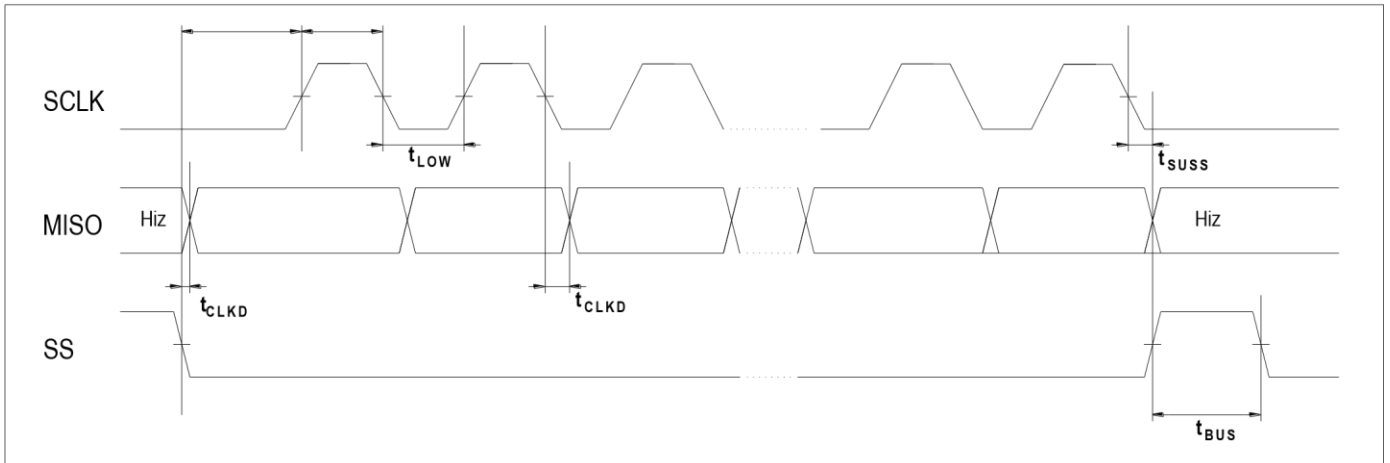 SCLK
tLOW
tSUSS
MISO
Hiz
Hiz
tCLKD
tCLKD
SS
tBUS